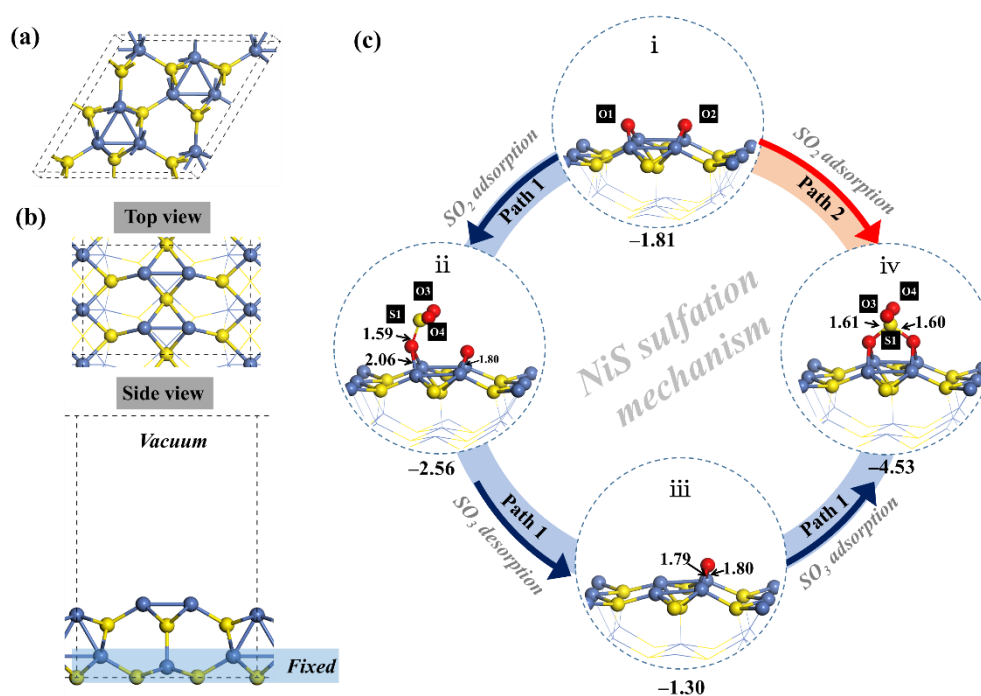 (a)
(b)
Top view
Side view
Vacuum
Fixed
(c)
i
O1
O2
−1.81
SO2 adsorption
Path 1
SO2 adsorption
Path 2
ii
O3
S1
O4
1.59
2.06
1.80
−2.56
NiS sulfation
mechanism
iv
O4
O3
1.61
1.60
S1
−4.53
SO3 desorption
Path 1
iii
1.79
1.80
−1.30
Path 1
SO3 adsorption